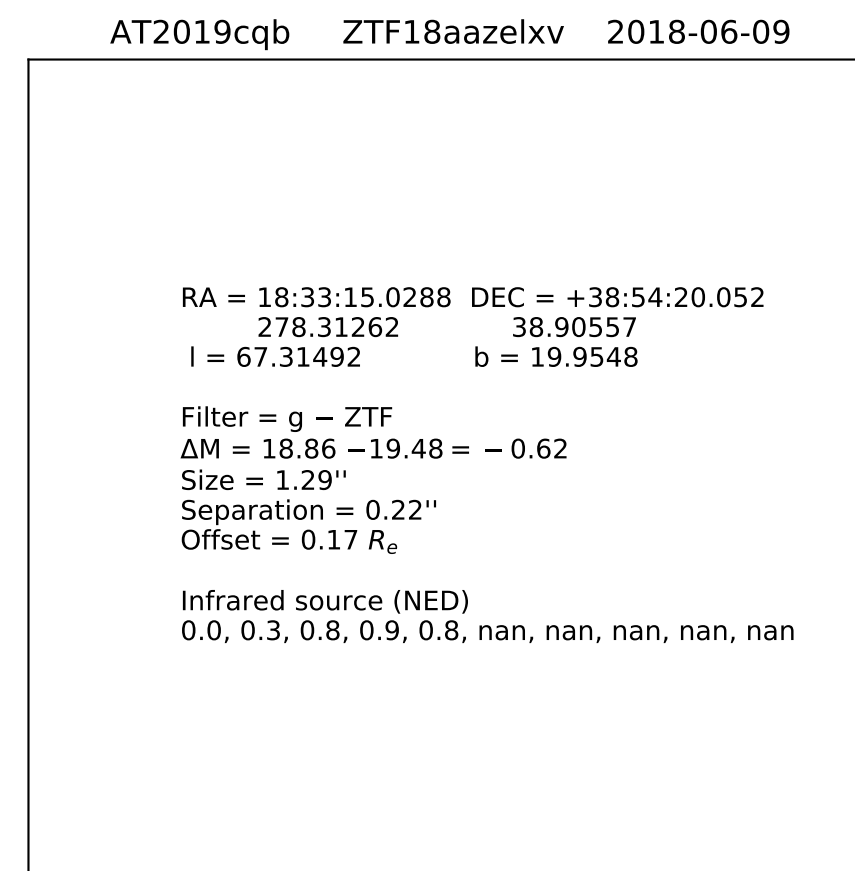 AT2019cqb ZTF18aazelxv 2018-06-09
RA = 18:33:15.0288 DEC = +38:54:20.052
278.31262 38.90557
l = 67.31492 b = 19.9548
Filter = g − ZTF
ΔM = 18.86 −19.48 = − 0.62
Size = 1.29''
Separation = 0.22''
Offset = 0.17 Re
Infrared source (NED)
0.0, 0.3, 0.8, 0.9, 0.8, nan, nan, nan, nan, nan